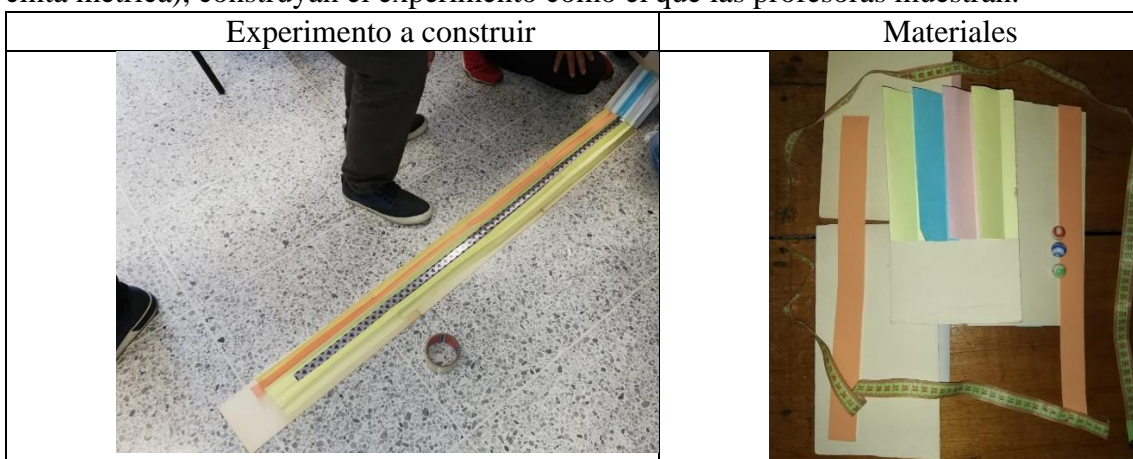 cinta métrica), construyan el experimento como el que las profesoras muestran.
Experimento a construir
Materiales